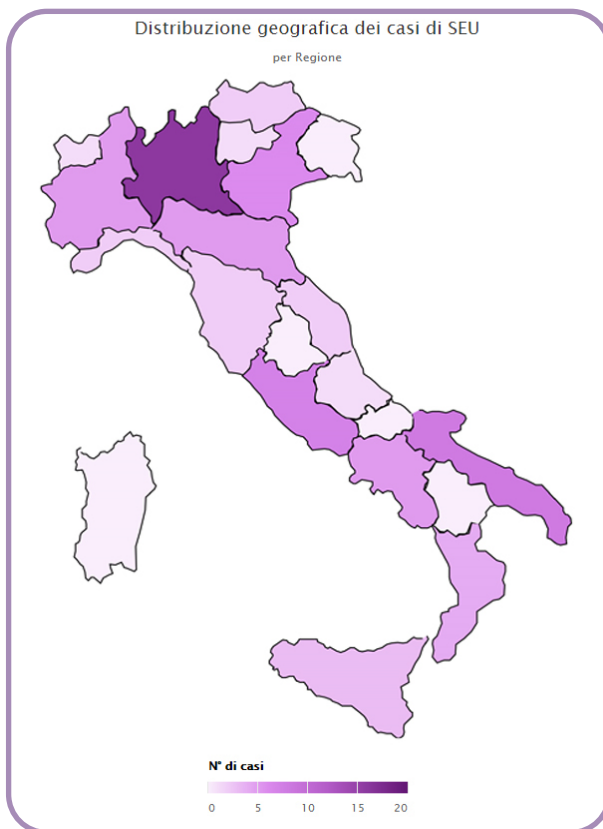 Distribuzione geografica dei casi di SEU
per Regione
N° di casi
0 5 10 15 20